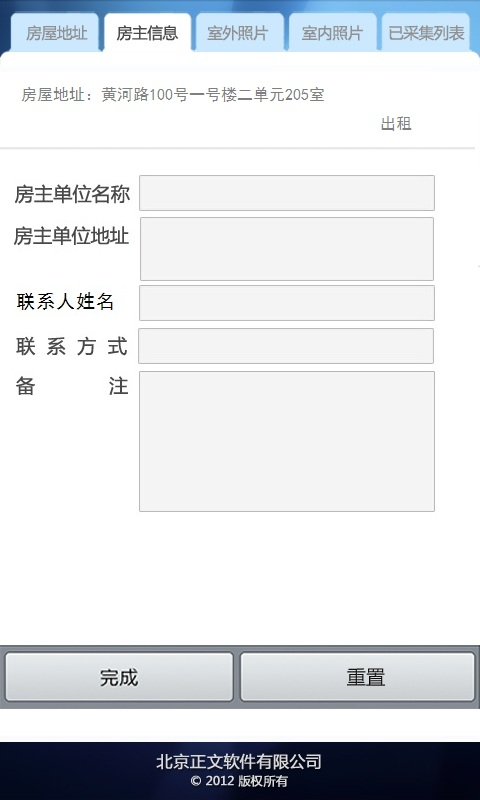 房屋地址 房主信息 室外照片 室内照片 已采集列表
房屋地址：黄河路100号一号楼二单元205室
出租
房主单位名称
房主单位地址
联系人姓名
联系方式
备注
完成 重置
北京正文软件有限公司
© 2012 版权所有